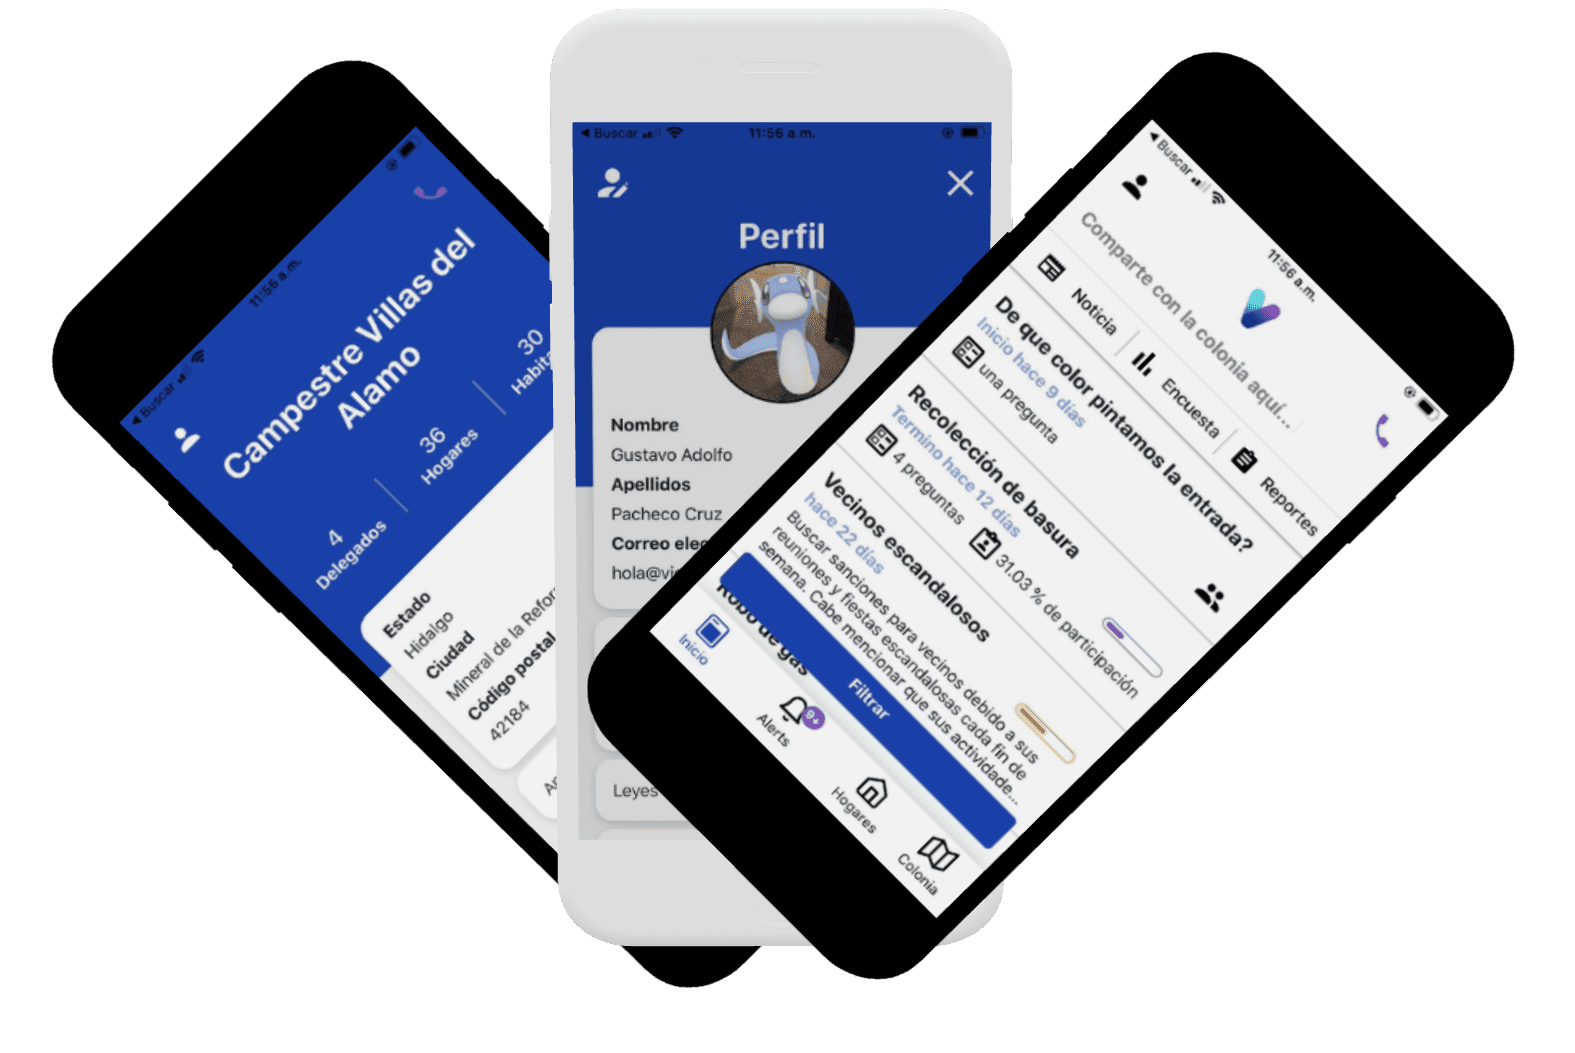 Buscar
11:56 a.m.
Campestre Villas del
Alamo
4
Delegados
36
Hogares
30
Estado
Hidalgo
Ciudad
Mineral de la
Código postal
42184
Buscar
11:56 a.m.
Perfil
Nombre
Gustavo Adolfo
Apellidos
Pacheco Cruz
Correo
Leyes
Buscar
11:56 a.m.
Comparte con la colonia aquí...
Noticia
Encuesta
Reportes
De que color pintamos la entrada?
Inicio hace 9 días
una pregunta
Recolección de basura
Termino hace 12 días
4 preguntas
31.03 % de participación
Vecinos escandalosos
hace 22 días
Buscar sanciones para vecinos debido a sus
reuniones y fiestas escandalosas cada fin de
semana. Cabe mencionar que sus actividade...
Robo de gas
Filtrar
Inicio
9+
Alerts
Hogares
Colonia